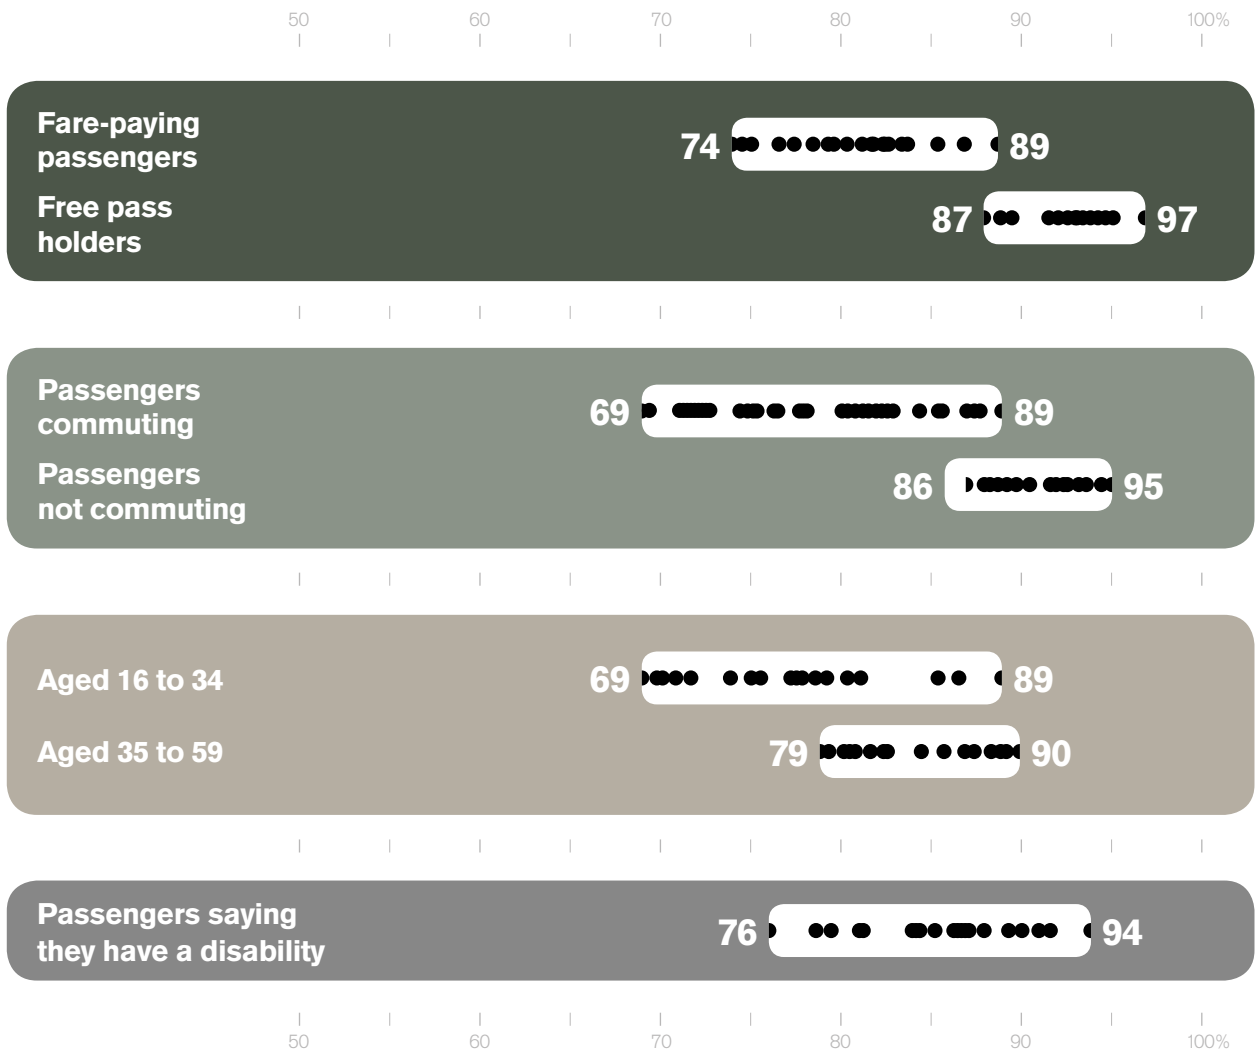 50 60 70 80 90 100%
Fare-paying
passengers
74 89
Free pass
holders
87 97
Passengers
commuting
69 89
Passengers
not commuting
86 95
Aged 16 to 34
69 89
Aged 35 to 59
79 90
Passengers saying
they have a disability
76 94
50 60 70 80 90 100%